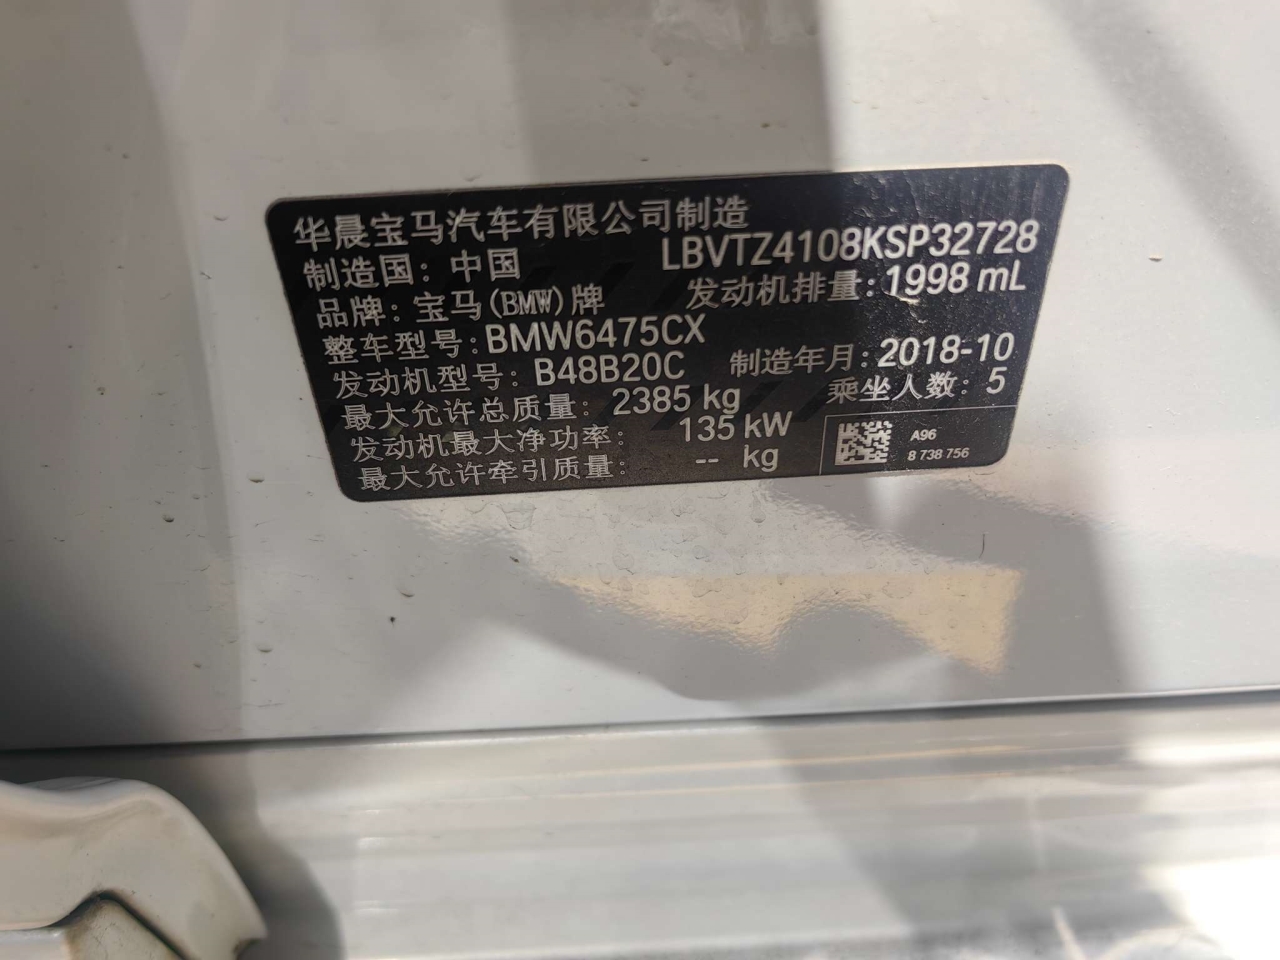 华晨宝马汽车有限公司制造
制造国：中国 LBVTZ4108KSP32728
品牌：宝马(BMW)牌 发动机排量：1998 mL
整车型号：BMW6475CX
发动机型号：B48B20C 制造年月：2018-10
最大允许总质量：2385 kg 乘坐人数：5
发动机最大净功率：135 kW
最大允许牵引质量：-- kg
A96
8 738 756